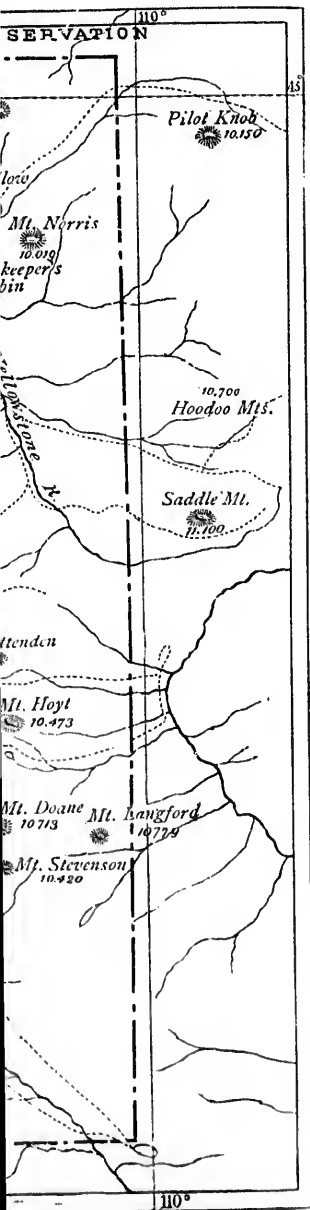 110°
SERVATION
45°
Pilot Knob
10.150
low
Mt. Norris
10.019
keeper's
bin
10.700
Hoodoo Mts.
Yellowstone
R.
Saddle Mt.
11.100
ttenden
Mt. Hoyt
10.473
Mt. Doane
10713
Mt. Langford
10779
Mt. Stevenson
10.420
110°